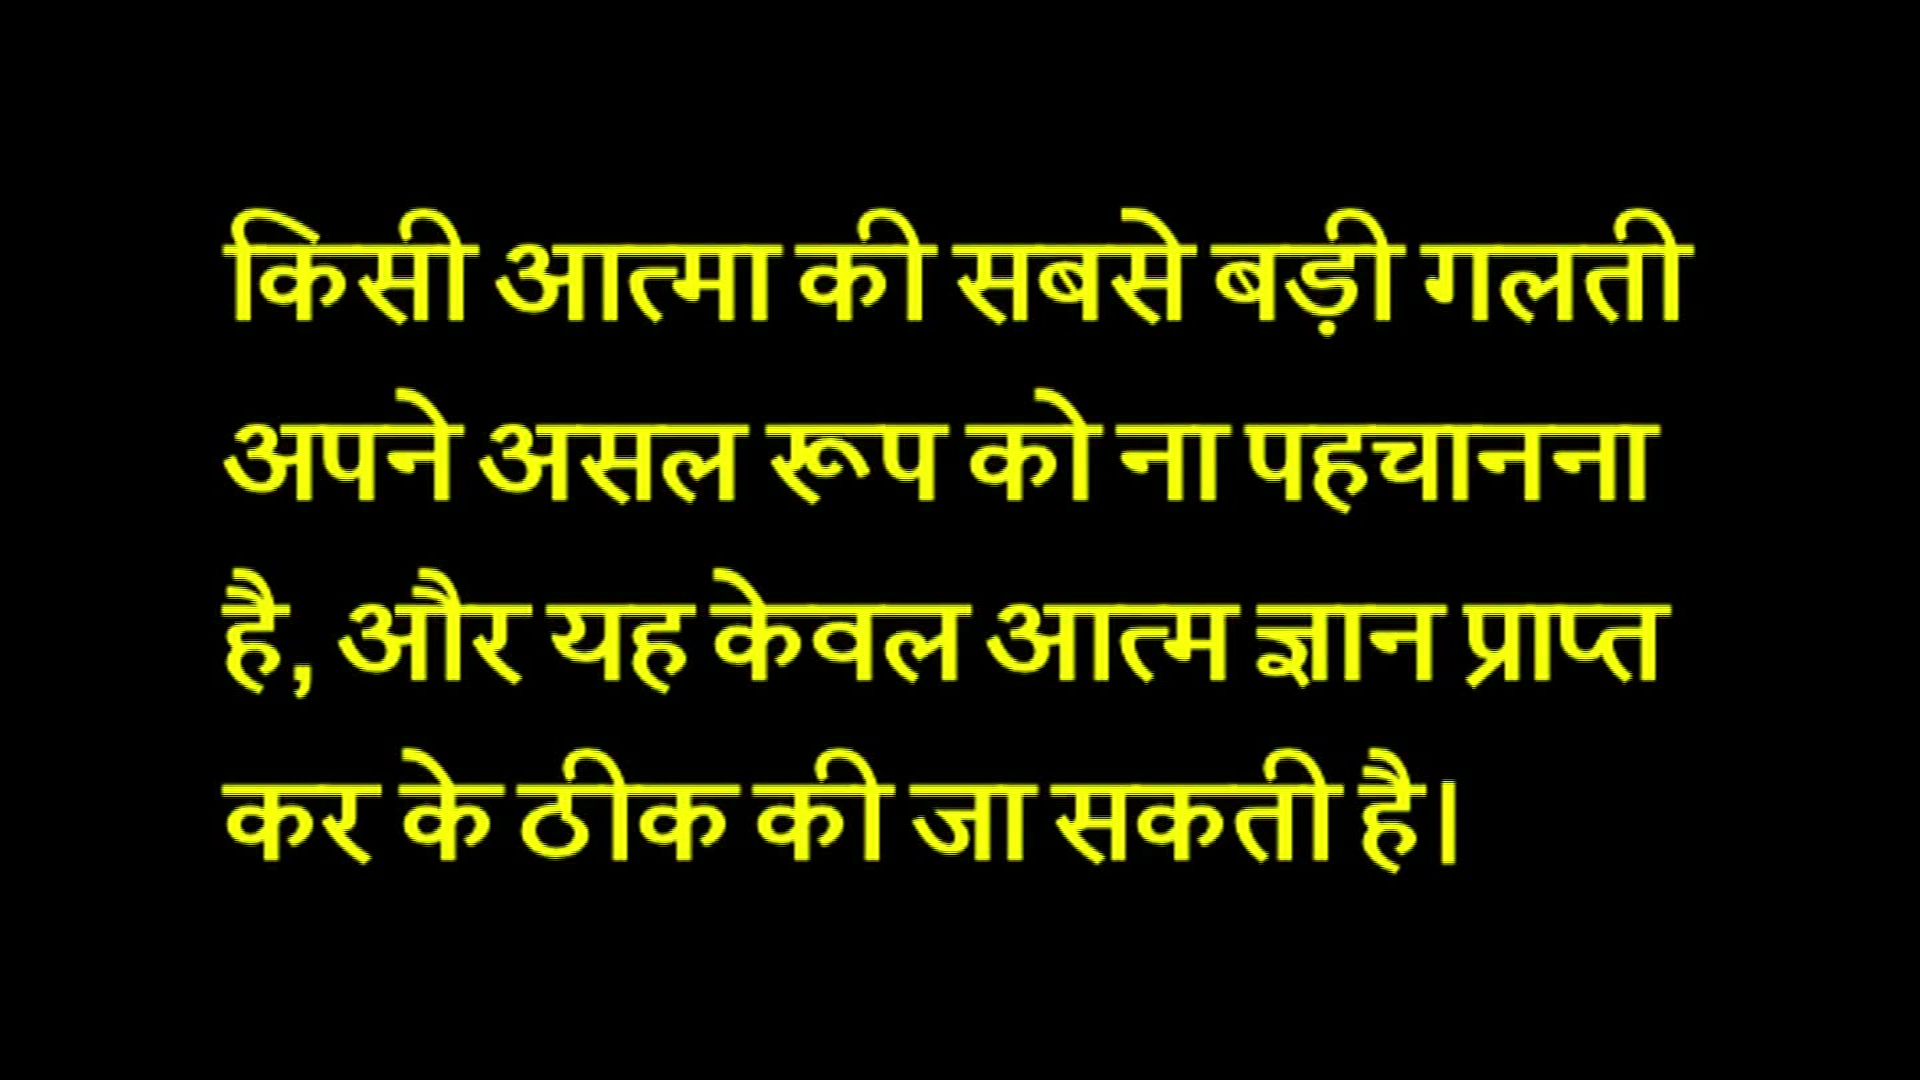 किसी आत्मा की सबसे बड़ी गलती
अपने असल रूप को ना पहचानना
है, और यह केवल आत्म ज्ञान प्राप्त
कर के ठीक की जा सकती है।